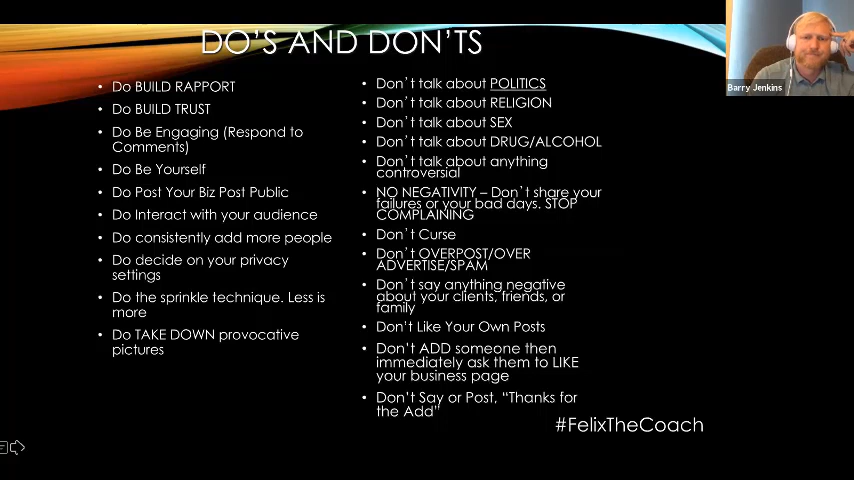 DO'S AND DON'TS
• Do BUILD RAPPORT
• Do BUILD TRUST
• Do Be Engaging (Respond to
Comments)
• Do Be Yourself
• Do Post Your Biz Post Public
• Do Interact with your audience
• Do consistently add more people
• Do decide on your privacy
settings
• Do the sprinkle technique. Less is
more
• Do TAKE DOWN provocative
pictures
• Don't talk about POLITICS
• Don't talk about RELIGION
• Don't talk about SEX
• Don't talk about DRUG/ALCOHOL
• Don't talk about anything
controversial
• NO NEGATIVITY – Don't share your
failures or your bad days. STOP
COMPLAINING
• Don't Curse
• Don't OVERPOST/OVER
ADVERTISE/SPAM
• Don't say anything negative
about your clients, friends, or
family
• Don't Like Your Own Posts
• Don't ADD someone then
immediately ask them to LIKE
your business page
• Don't Say or Post, “Thanks for
the Add”
#FelixTheCoach
Barry Jenkins